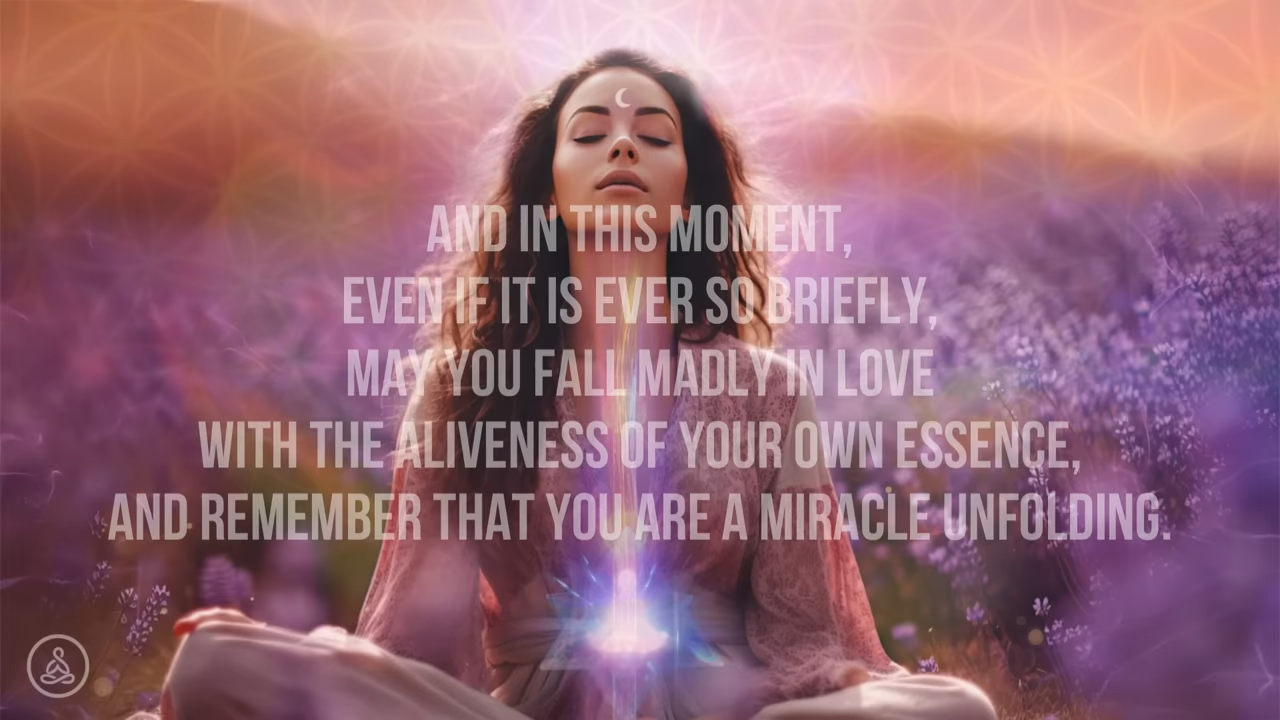 AND IN THIS MOMENT,
EVEN IF IT IS EVER SO BRIEFLY,
MAY YOU FALL MADLY IN LOVE
WITH THE ALIVENESS OF YOUR OWN ESSENCE,
AND REMEMBER THAT YOU ARE A MIRACLE UNFOLDING.